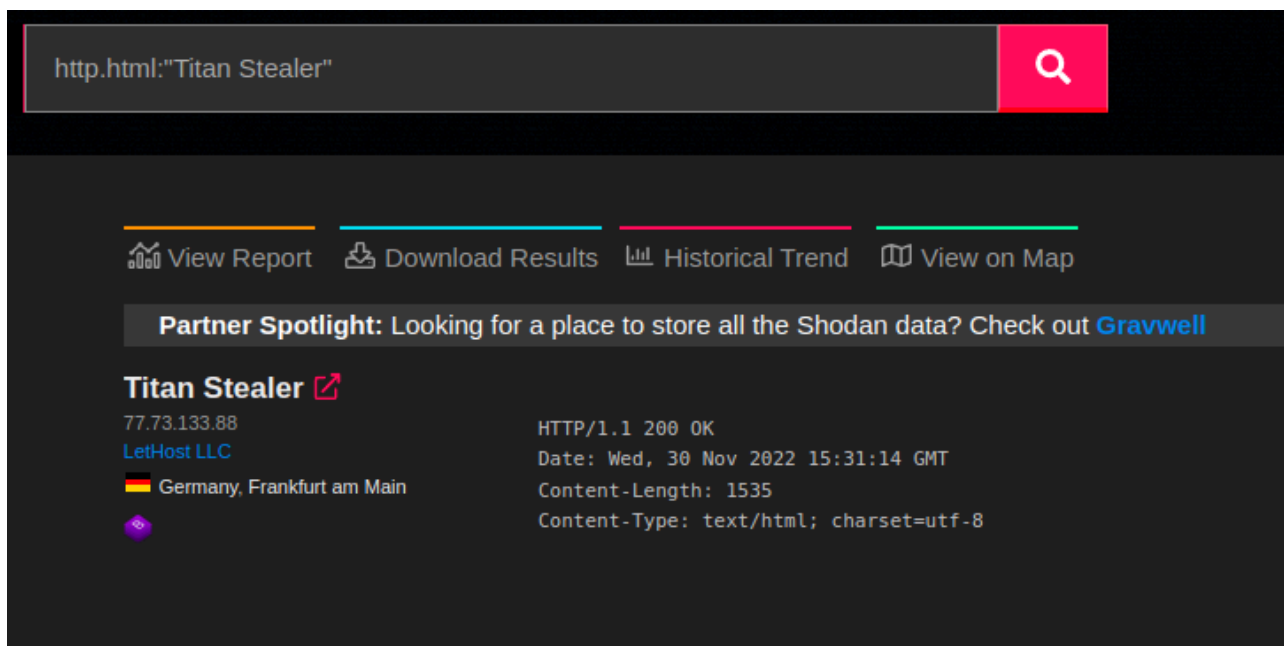 http.html:"Titan Stealer"
View Report Download Results Historical Trend View on Map
Partner Spotlight: Looking for a place to store all the Shodan data? Check out Gravwell
Titan Stealer
77.73.133.88
LetHost LLC
Germany, Frankfurt am Main
HTTP/1.1 200 OK
Date: Wed, 30 Nov 2022 15:31:14 GMT
Content-Length: 1535
Content-Type: text/html; charset=utf-8